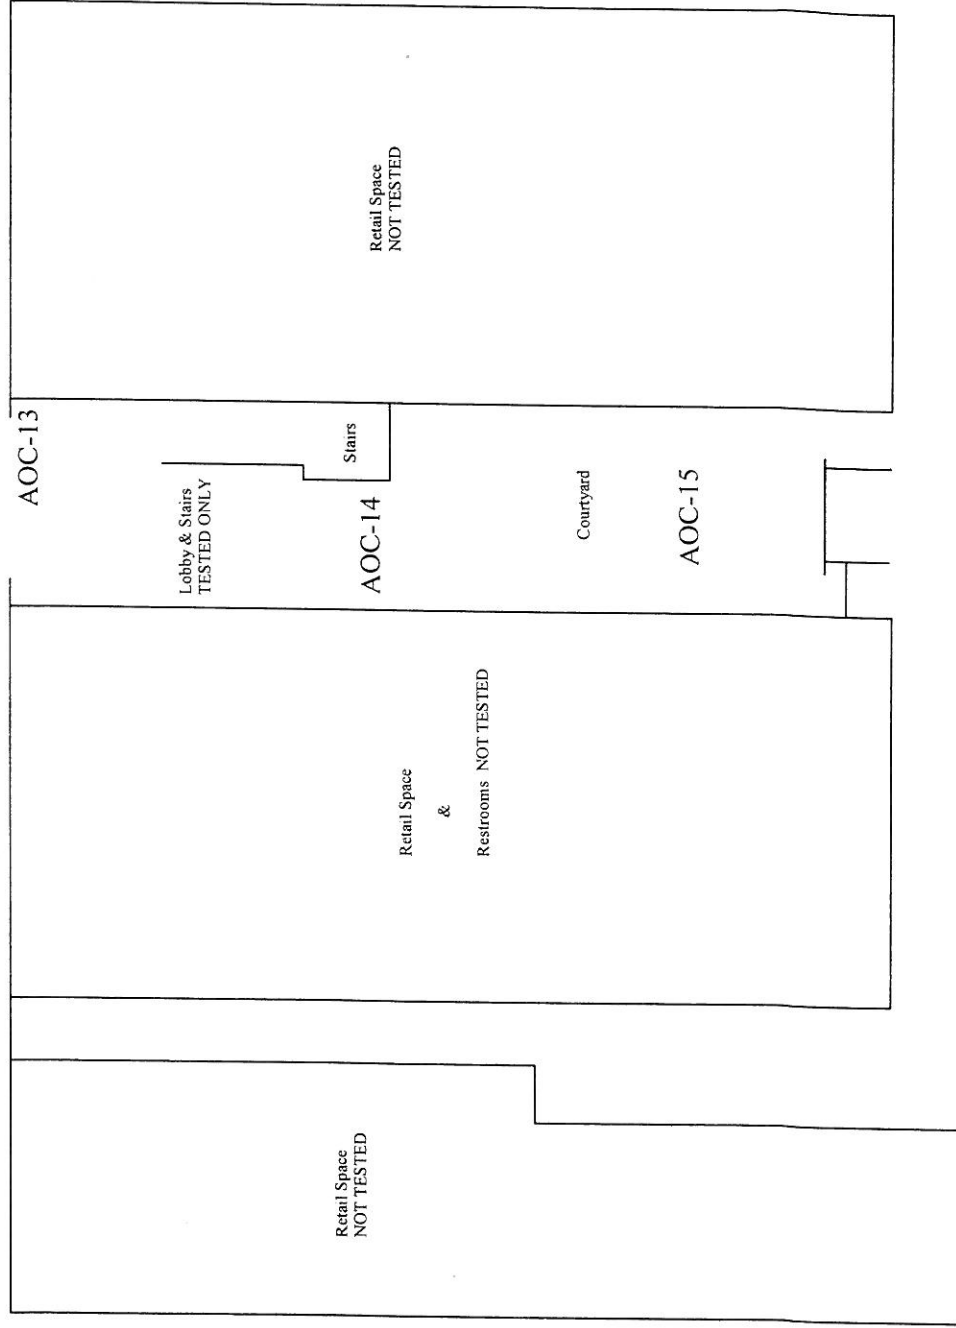 Retail Space
NOT TESTED
Retail Space
&
Restrooms NOT TESTED
Lobby & Stairs
TESTED ONLY
AOC-14
Courtyard
AOC-15
AOC-13
Stairs
Retail Space
NOT TESTED